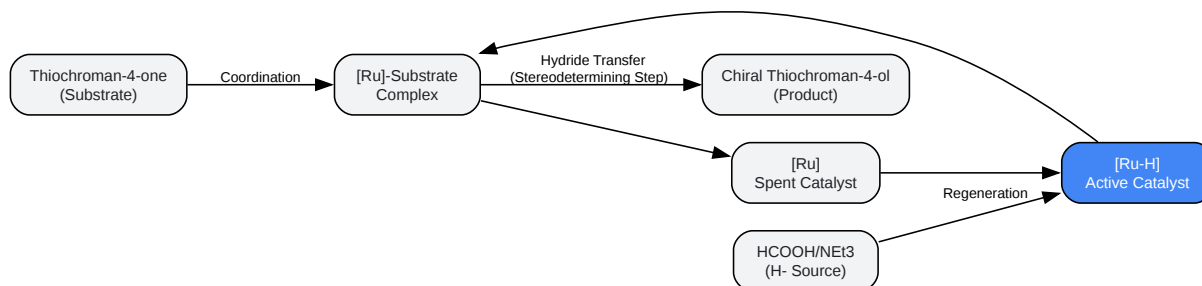 Thiochroman-4-one
(Substrate)
Coordination
[Ru]-Substrate
Complex
Hydride Transfer
(Stereodetermining Step)
Chiral Thiochroman-4-ol
(Product)
[Ru]
Spent Catalyst
Regeneration
[Ru-H]
Active Catalyst
HCOOH/NEt3
(H- Source)